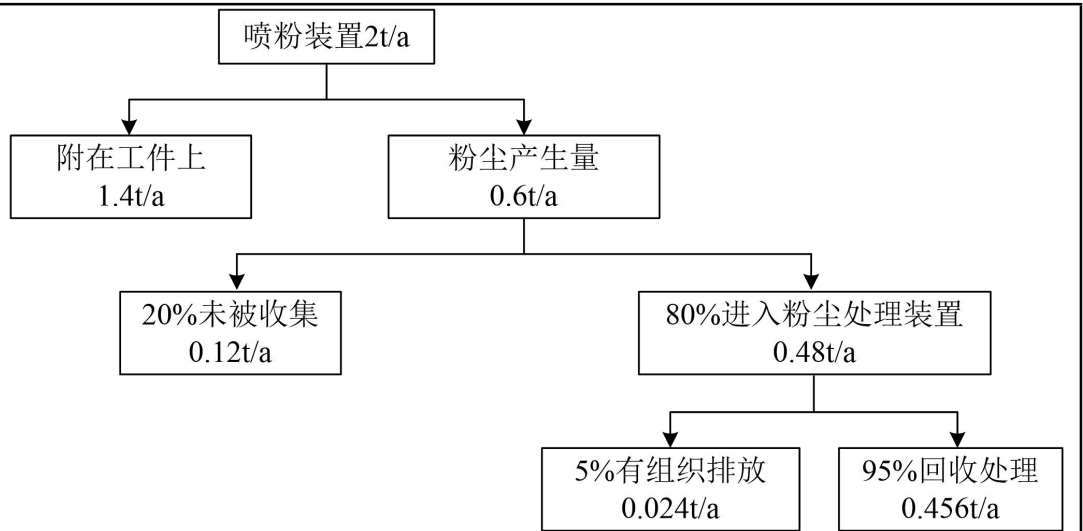 喷粉装置2t/a
附在工件上
1.4t/a
粉尘产生量
0.6t/a
20%未被收集
0.12t/a
80%进入粉尘处理装置
0.48t/a
5%有组织排放
0.024t/a
95%回收处理
0.456t/a